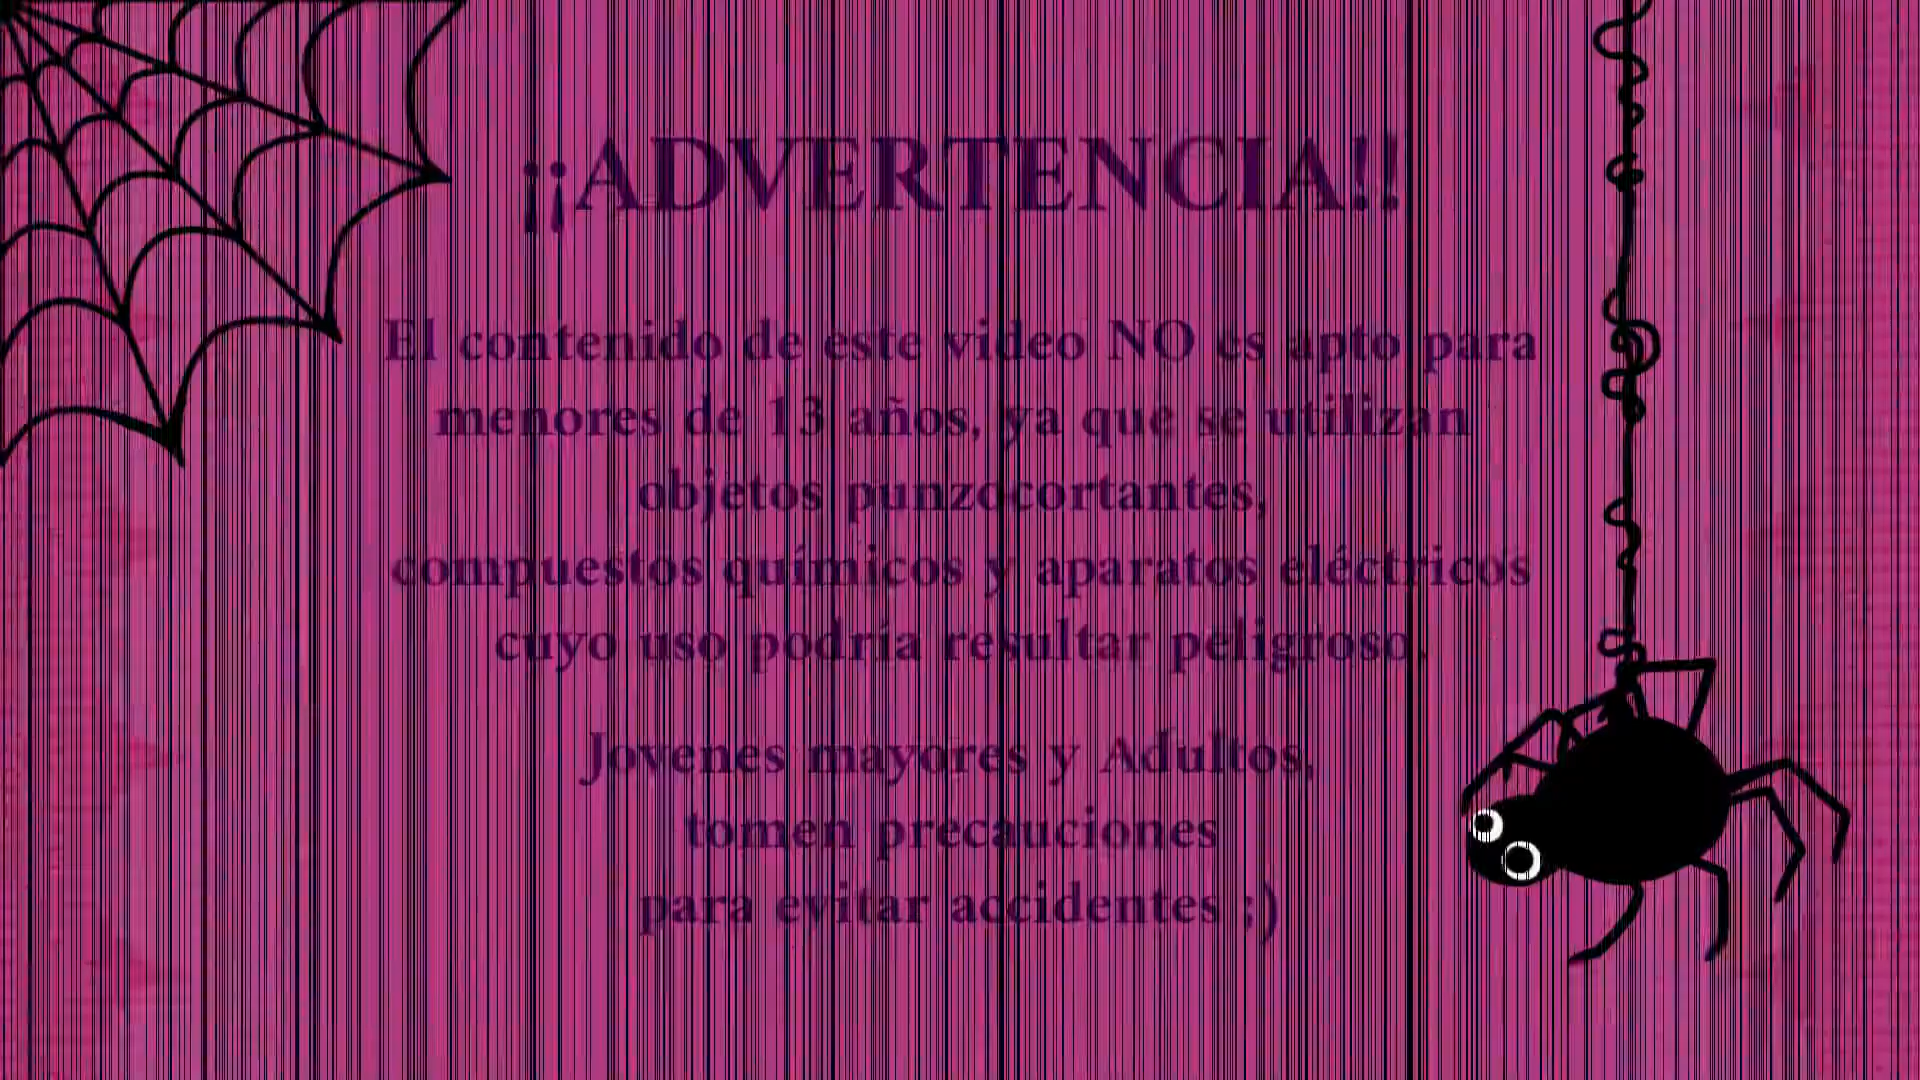 ¡¡ADVERTENCIA!!
El contenido de este video NO es apto para
menores de 13 años, ya que se utilizan
objetos punzocortantes,
compuestos químicos y aparatos eléctricos
cuyo uso podría resultar peligroso.
Jovenes mayores y Adultos,
tomen precauciones
para evitar accidentes ;)